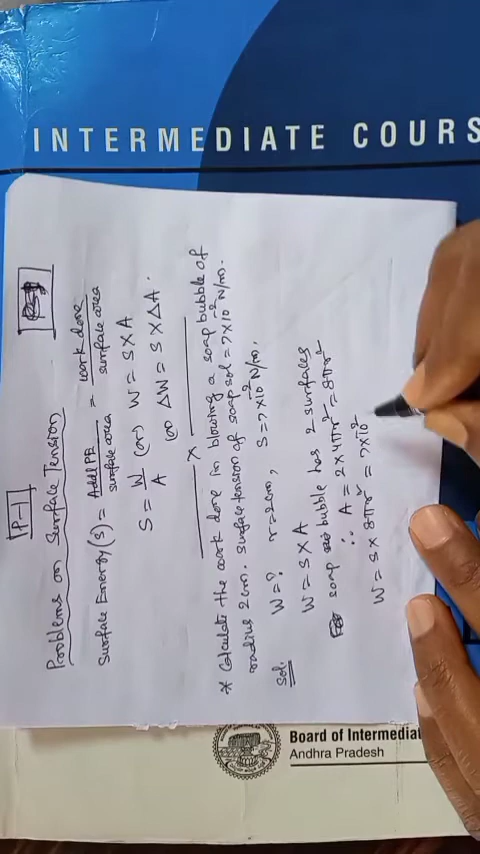 INTERMEDIATE COURS
P-1
Problems on Surface Tension
Surface Energy (S) = Addl PE / surface area = work done / surface area
S = W / A (or) W = S × A
(or) ΔW = S × ΔA.
×
* Calculate the work done in blowing a soap bubble of
radius 2cm. Surface tension of soap sol = 7×10⁻² N/m.
Sol. W = ? r = 2cm, S = 7×10⁻² N/m,
W = S × A
soap bubble has 2 surfaces
∴ A = 2×4πr² = 8πr²
W = S × 8πr² = 7×10²
Board of Intermediat
Andhra Pradesh